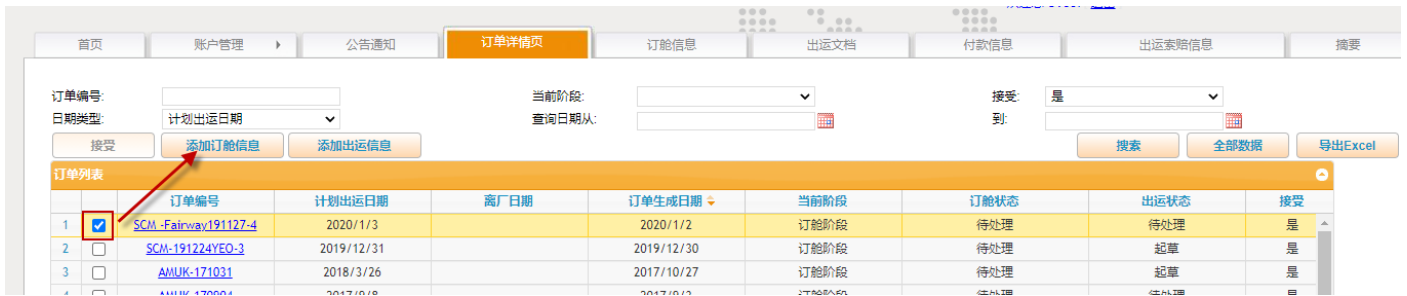 首页 账户管理 公告通知 订单详情页 订舱信息 出运文档 付款信息 出运索赔信息 摘要
订单编号: 当前阶段: 接受: 是
日期类型: 计划出运日期 查询日期从: 到:
接受 添加订舱信息 添加出运信息 搜索 全部数据 导出Excel
订单列表
订单编号 计划出运日期 离厂日期 订单生成日期 当前阶段 订舱状态 出运状态 接受
1 SCM -Fairway191127-4 2020/1/3 2020/1/2 订舱阶段 待处理 待处理 是
2 SCM-191224YEO-3 2019/12/31 2019/12/30 订舱阶段 待处理 起草 是
3 AMUK-171031 2018/3/26 2017/10/27 订舱阶段 待处理 起草 是